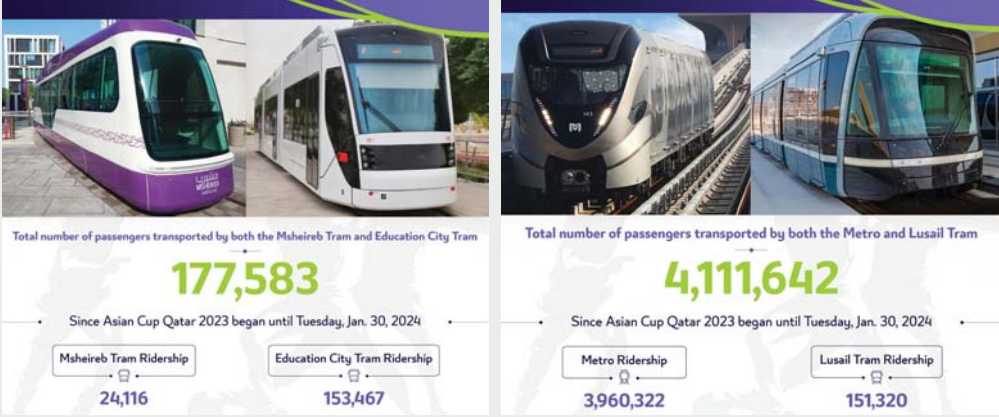 مشيرب
MSHEIREB
Total number of passengers transported by both the Msheireb Tram and Education City Tram
177,583
Since Asian Cup Qatar 2023 began until Tuesday, Jan. 30, 2024
Msheireb Tram Ridership
24,116
Education City Tram Ridership
153,467
Total number of passengers transported by both the Metro and Lusail Tram
4,111,642
Since Asian Cup Qatar 2023 began until Tuesday, Jan. 30, 2024
Metro Ridership
3,960,322
Lusail Tram Ridership
151,320